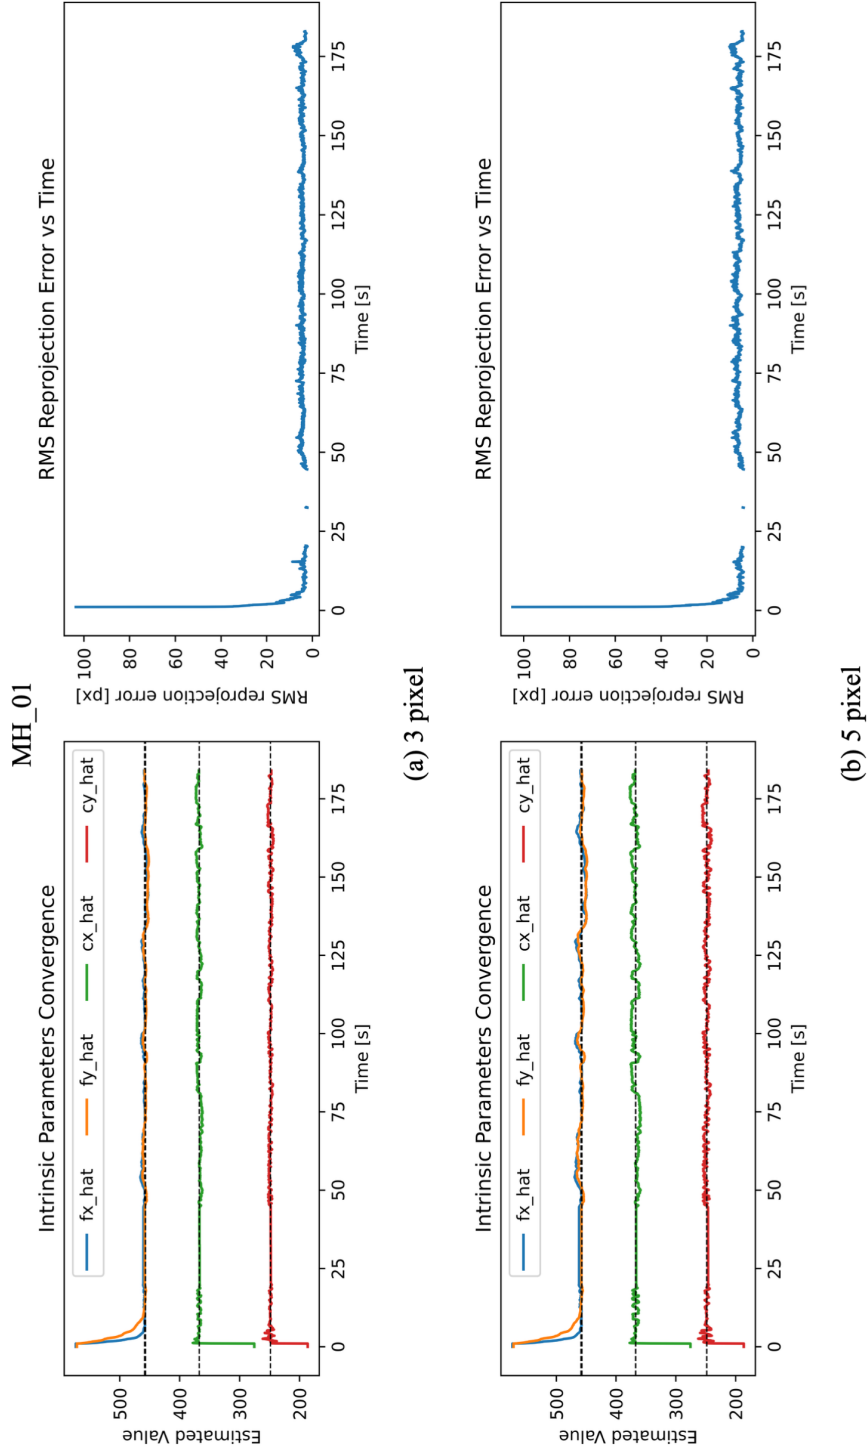 MH_01
Intrinsic Parameters Convergence
fx_hat fy_hat cx_hat cy_hat
Estimated Value
500
400
300
200
0 25 50 75 100 125 150 175
Time [s]
RMS Reprojection Error vs Time
RMS reprojection error [px]
100
80
60
40
20
0
0 25 50 75 100 125 150 175
Time [s]
(a) 3 pixel
Intrinsic Parameters Convergence
fx_hat fy_hat cx_hat cy_hat
Estimated Value
500
400
300
200
0 25 50 75 100 125 150 175
Time [s]
RMS Reprojection Error vs Time
RMS reprojection error [px]
100
80
60
40
20
0
0 25 50 75 100 125 150 175
Time [s]
(b) 5 pixel